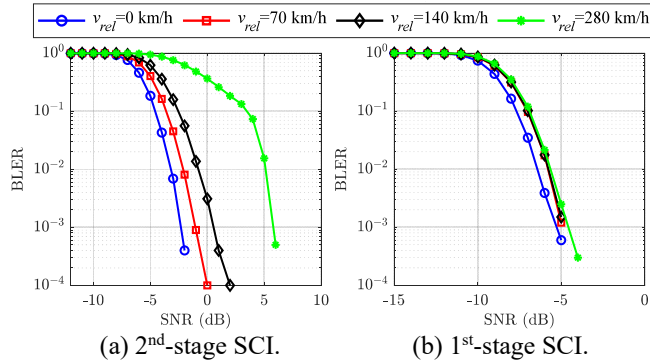 v_rel=0 km/h v_rel=70 km/h v_rel=140 km/h v_rel=280 km/h
10^0
10^-1
10^-2
10^-3
10^-4
BLER
-10 -5 0 5 10
SNR (dB)
(a) 2nd-stage SCI.
10^0
10^-1
10^-2
10^-3
10^-4
BLER
-15 -10 -5 0
SNR (dB)
(b) 1st-stage SCI.